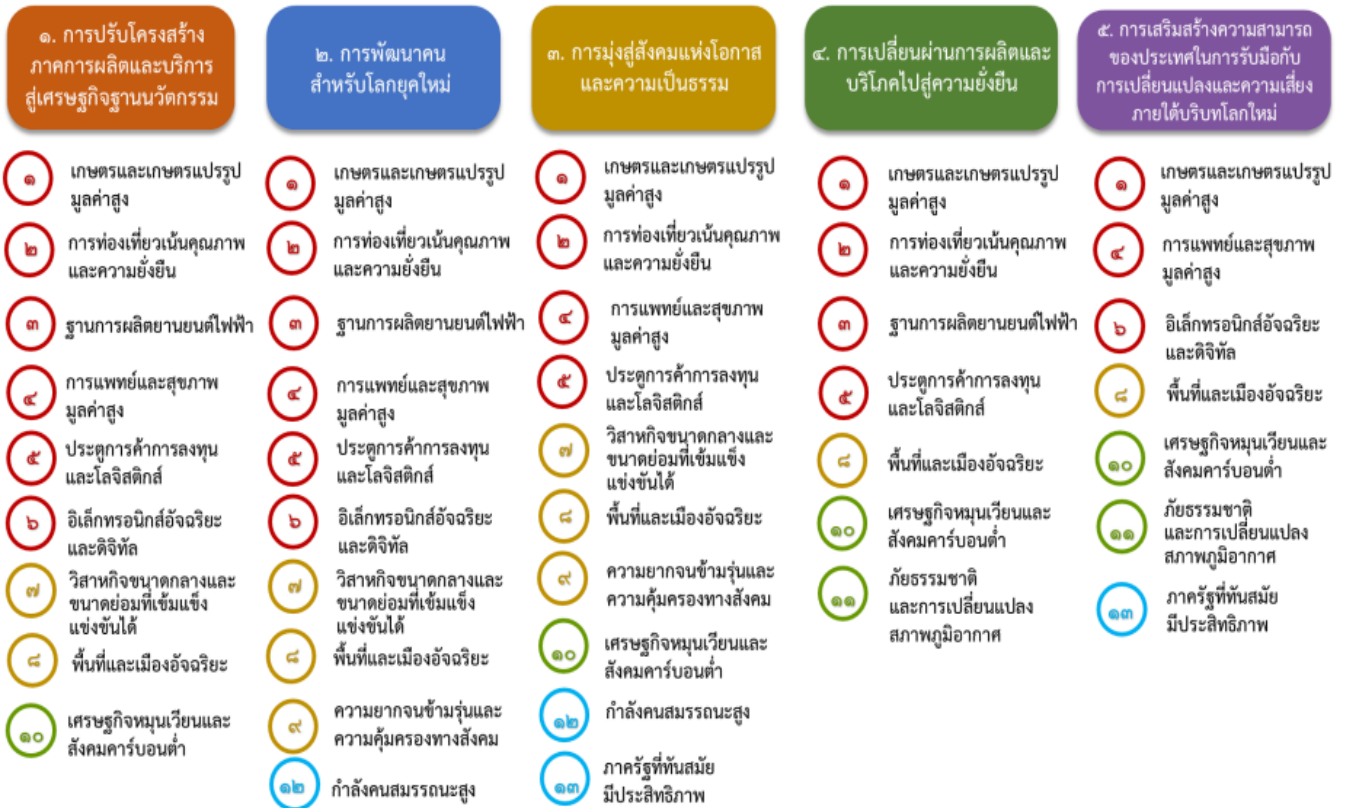 ๑. การปรับโครงสร้าง
ภาคการผลิตและบริการ
สู่เศรษฐกิจฐานนวัตกรรม
๑
เกษตรและเกษตรแปรรูป
มูลค่าสูง
๒
การท่องเที่ยวเน้นคุณภาพ
และความยั่งยืน
๓
ฐานการผลิตยานยนต์ไฟฟ้า
๔
การแพทย์และสุขภาพ
มูลค่าสูง
๕
ประตูการค้าการลงทุน
และโลจิสติกส์
๖
อิเล็กทรอนิกส์อัจฉริยะ
และดิจิทัล
๗
วิสาหกิจขนาดกลางและ
ขนาดย่อมที่เข้มแข็ง
แข่งขันได้
๘
พื้นที่และเมืองอัจฉริยะ
๑๐
เศรษฐกิจหมุนเวียนและ
สังคมคาร์บอนต่ำ
๒. การพัฒนาคน
สำหรับโลกยุคใหม่
๑
เกษตรและเกษตรแปรรูป
มูลค่าสูง
๒
การท่องเที่ยวเน้นคุณภาพ
และความยั่งยืน
๓
ฐานการผลิตยานยนต์ไฟฟ้า
๔
การแพทย์และสุขภาพ
มูลค่าสูง
๕
ประตูการค้าการลงทุน
และโลจิสติกส์
๖
อิเล็กทรอนิกส์อัจฉริยะ
และดิจิทัล
๗
วิสาหกิจขนาดกลางและ
ขนาดย่อมที่เข้มแข็ง
แข่งขันได้
๘
พื้นที่และเมืองอัจฉริยะ
๙
ความยากจนข้ามรุ่นและ
ความคุ้มครองทางสังคม
๑๒
กำลังคนสมรรถนะสูง
๓. การมุ่งสู่สังคมแห่งโอกาส
และความเป็นธรรม
๑
เกษตรและเกษตรแปรรูป
มูลค่าสูง
๒
การท่องเที่ยวเน้นคุณภาพ
และความยั่งยืน
๔
การแพทย์และสุขภาพ
มูลค่าสูง
๕
ประตูการค้าการลงทุน
และโลจิสติกส์
๗
วิสาหกิจขนาดกลางและ
ขนาดย่อมที่เข้มแข็ง
แข่งขันได้
๘
พื้นที่และเมืองอัจฉริยะ
๙
ความยากจนข้ามรุ่นและ
ความคุ้มครองทางสังคม
๑๐
เศรษฐกิจหมุนเวียนและ
สังคมคาร์บอนต่ำ
๑๒
กำลังคนสมรรถนะสูง
๑๓
ภาครัฐที่ทันสมัย
มีประสิทธิภาพ
๔. การเปลี่ยนผ่านการผลิตและ
บริโภคไปสู่ความยั่งยืน
๑
เกษตรและเกษตรแปรรูป
มูลค่าสูง
๒
การท่องเที่ยวเน้นคุณภาพ
และความยั่งยืน
๓
ฐานการผลิตยานยนต์ไฟฟ้า
๕
ประตูการค้าการลงทุน
และโลจิสติกส์
๘
พื้นที่และเมืองอัจฉริยะ
๑๐
เศรษฐกิจหมุนเวียนและ
สังคมคาร์บอนต่ำ
๑๑
ภัยธรรมชาติ
และการเปลี่ยนแปลง
สภาพภูมิอากาศ
๕. การเสริมสร้างความสามารถ
ของประเทศในการรับมือกับ
การเปลี่ยนแปลงและความเสี่ยง
ภายใต้บริบทโลกใหม่
๑
เกษตรและเกษตรแปรรูป
มูลค่าสูง
๔
การแพทย์และสุขภาพ
มูลค่าสูง
๖
อิเล็กทรอนิกส์อัจฉริยะ
และดิจิทัล
๘
พื้นที่และเมืองอัจฉริยะ
๑๐
เศรษฐกิจหมุนเวียนและ
สังคมคาร์บอนต่ำ
๑๑
ภัยธรรมชาติ
และการเปลี่ยนแปลง
สภาพภูมิอากาศ
๑๓
ภาครัฐที่ทันสมัย
มีประสิทธิภาพ